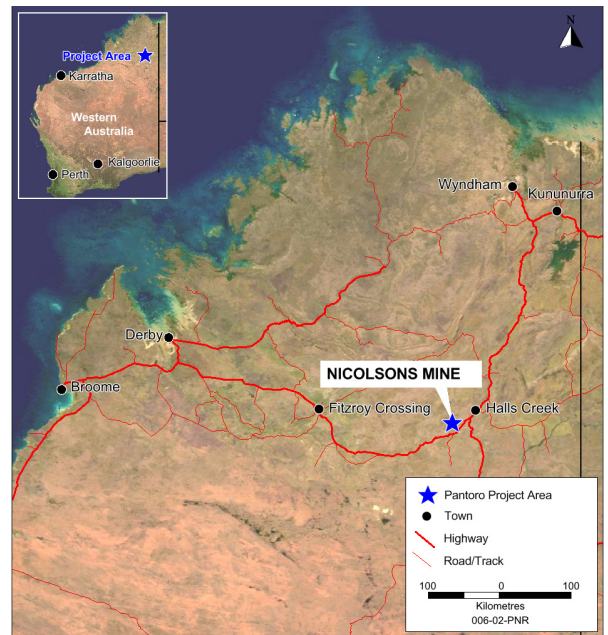 N
Project Area
Karratha
Western
Australia
Kalgoorlie
Perth
Wyndham
Kununurra
Derby
NICOLSONS MINE
Broome
Fitzroy Crossing
Halls Creek
Pantoro Project Area
Town
Highway
Road/Track
100 0 100
Kilometres
006-02-PNR